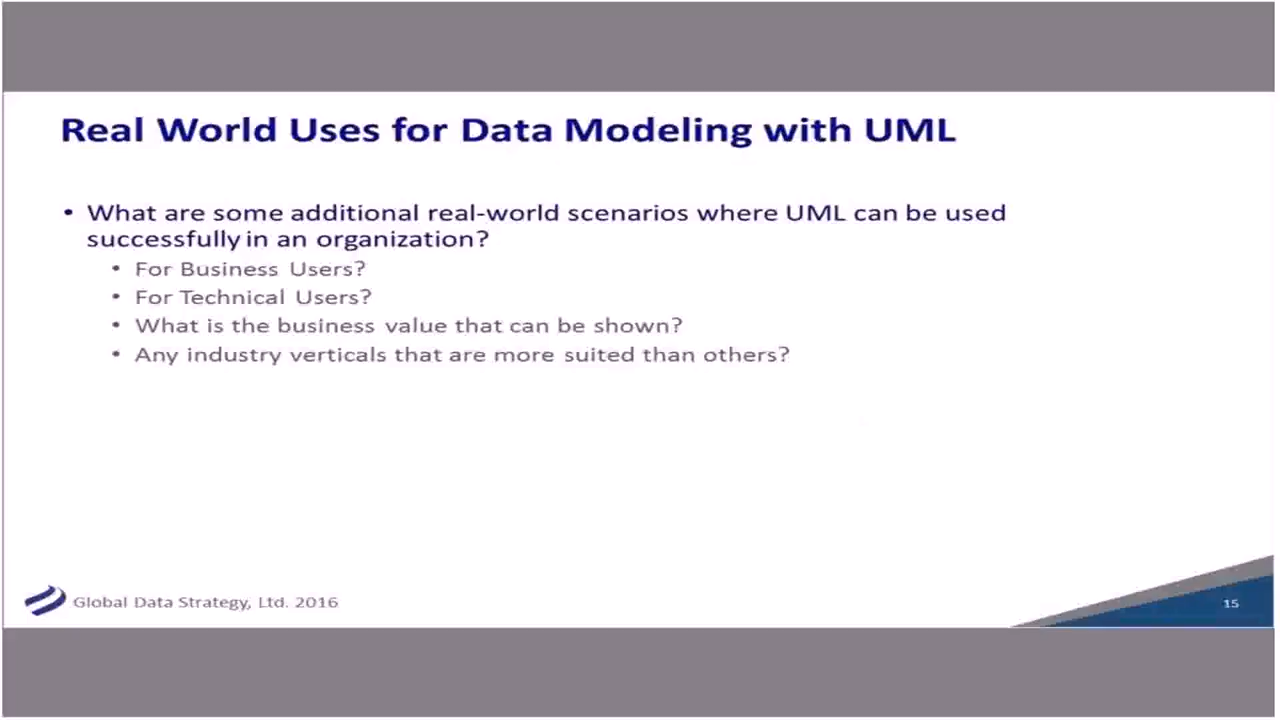 Real World Uses for Data Modeling with UML
• What are some additional real-world scenarios where UML can be used
successfully in an organization?
• For Business Users?
• For Technical Users?
• What is the business value that can be shown?
• Any industry verticals that are more suited than others?
Global Data Strategy, Ltd. 2016
15